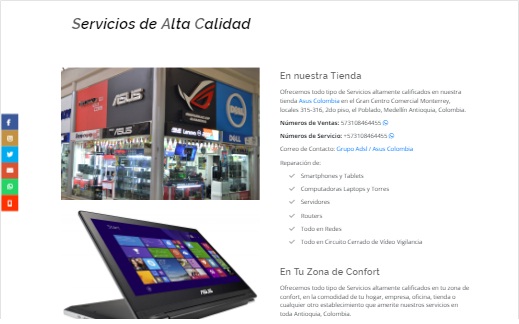 Servicios de Alta Calidad
ASUS
DELL
En nuestra Tienda
Ofrecemos todo tipo de Servicios altamente calificados en nuestra
tienda Asus Colombia en el Gran Centro Comercial Monterrey,
locales 315-316, 2do piso, el Poblado, Medellín Antioquia, Colombia.
Números de Ventas: 573108464455
Números de Servicio: +573108464455
Correo de Contacto: Grupo Adsl / Asus Colombia
Reparación de:
Smartphones y Tablets
Computadoras Laptops y Torres
Servidores
Routers
Todo en Redes
Todo en Circuito Cerrado de Vídeo Vigilancia
ASUS
En Tu Zona de Confort
Ofrecemos todo tipo de Servicios altamente calificados en tu zona de
confort, en la comodidad de tu hogar, empresa, oficina, tienda o
cualquier otro establecimiento que amerite nuestros servicios en
toda Antioquia, Colombia.